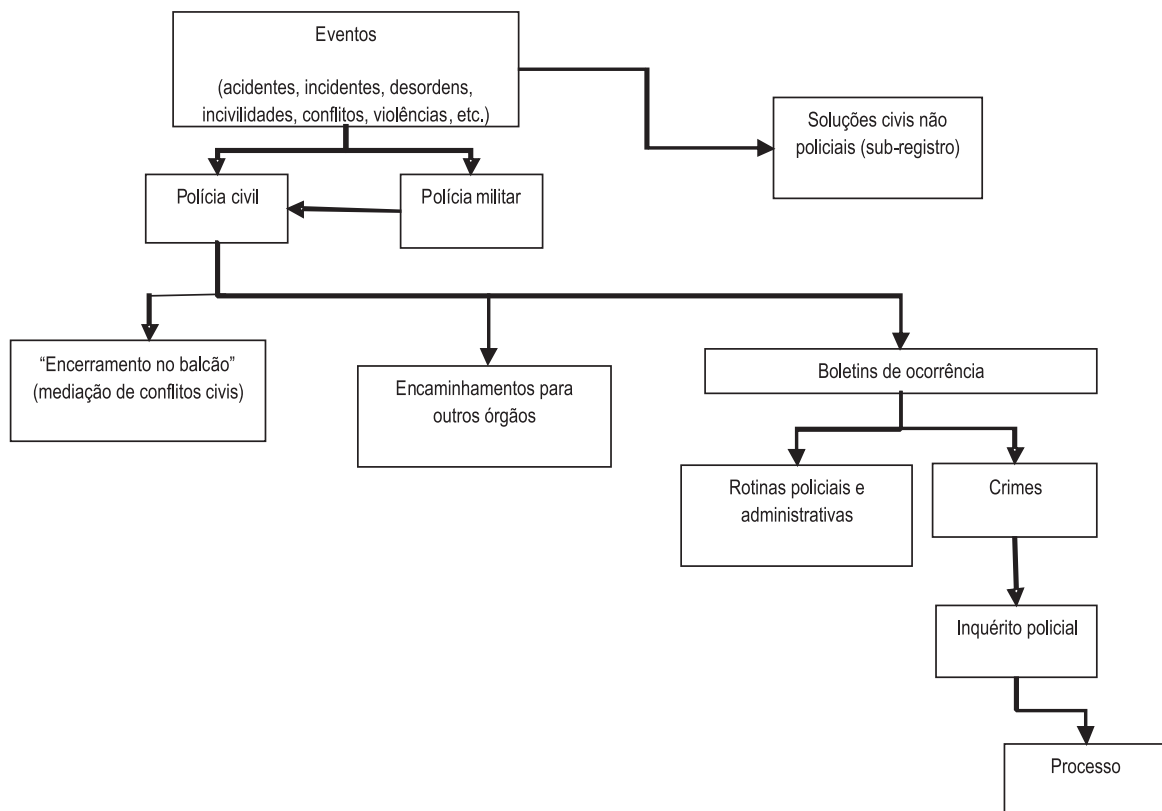 Eventos
(acidentes, incidentes, desordens,
incivilidades, conflitos, violências, etc.)
Soluções civis não
policiais (sub-registro)
Polícia civil
Polícia militar
“Encerramento no balcão”
(mediação de conflitos civis)
Encaminhamentos para
outros órgãos
Boletins de ocorrência
Rotinas policiais e
administrativas
Crimes
Inquérito policial
Processo